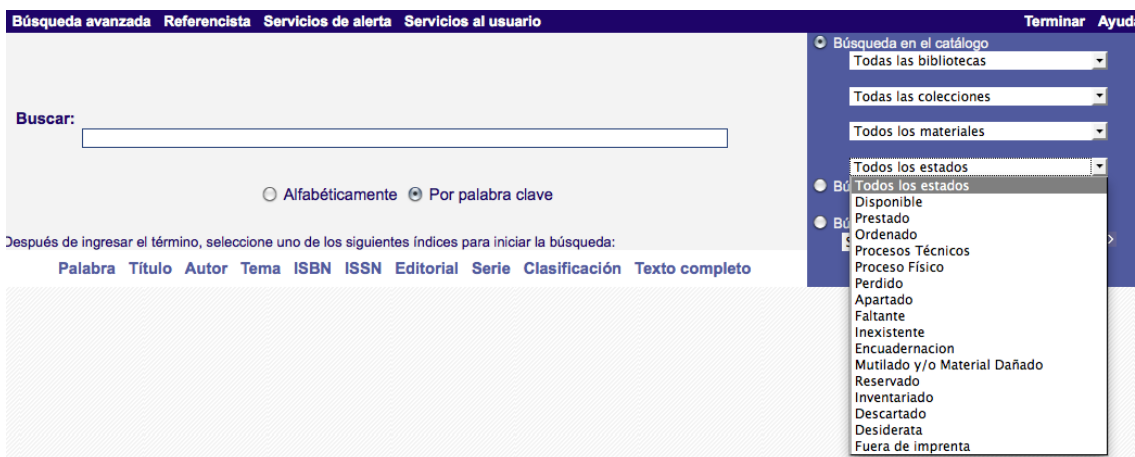 Búsqueda avanzada Referencista Servicios de alerta Servicios al usuario Terminar Ayuda
Búsqueda en el catálogo
Todas las bibliotecas
Todas las colecciones
Buscar:
Todos los materiales
Todos los estados
Alfabéticamente Por palabra clave
Después de ingresar el término, seleccione uno de los siguientes índices para iniciar la búsqueda:
Palabra Título Autor Tema ISBN ISSN Editorial Serie Clasificación Texto completo
Bú
Bú
S
Todos los estados
Disponible
Prestado
Ordenado
Procesos Técnicos
Proceso Físico
Perdido
Apartado
Faltante
Inexistente
Encuadernacion
Mutilado y/o Material Dañado
Reservado
Inventariado
Descartado
Desiderata
Fuera de imprenta